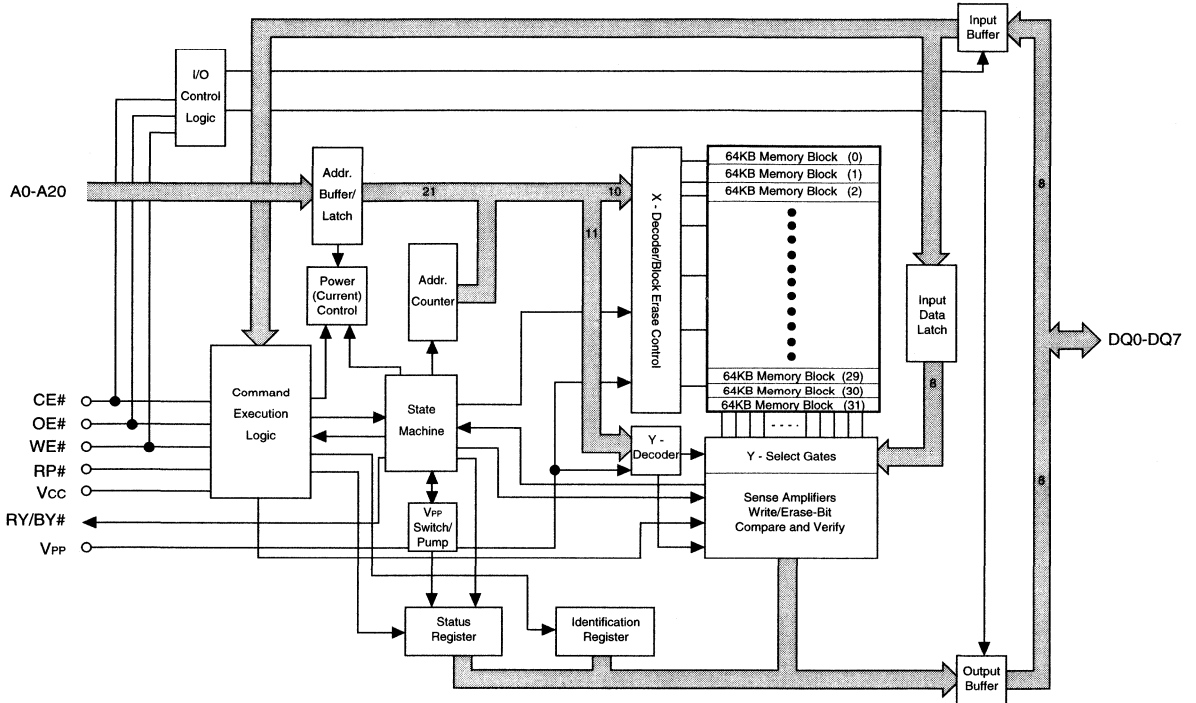 Input
Buffer
I/O
Control
Logic
A0-A20
Addr.
Buffer/
Latch
21
10
11
X - Decoder/Block Erase Control
64KB Memory Block (0)
64KB Memory Block (1)
64KB Memory Block (2)
8
Addr.
Counter
Power
(Current)
Control
Input
Data
Latch
DQ0-DQ7
64KB Memory Block (29)
64KB Memory Block (30)
64KB Memory Block (31)
8
Command
Execution
Logic
State
Machine
CE#
OE#
WE#
RP#
VCC
RY/BY#
VPP
Y -
Decoder
Y - Select Gates
Sense Amplifiers
Write/Erase-Bit
Compare and Verify
8
VPP
Switch/
Pump
Status
Register
Identification
Register
Output
Buffer